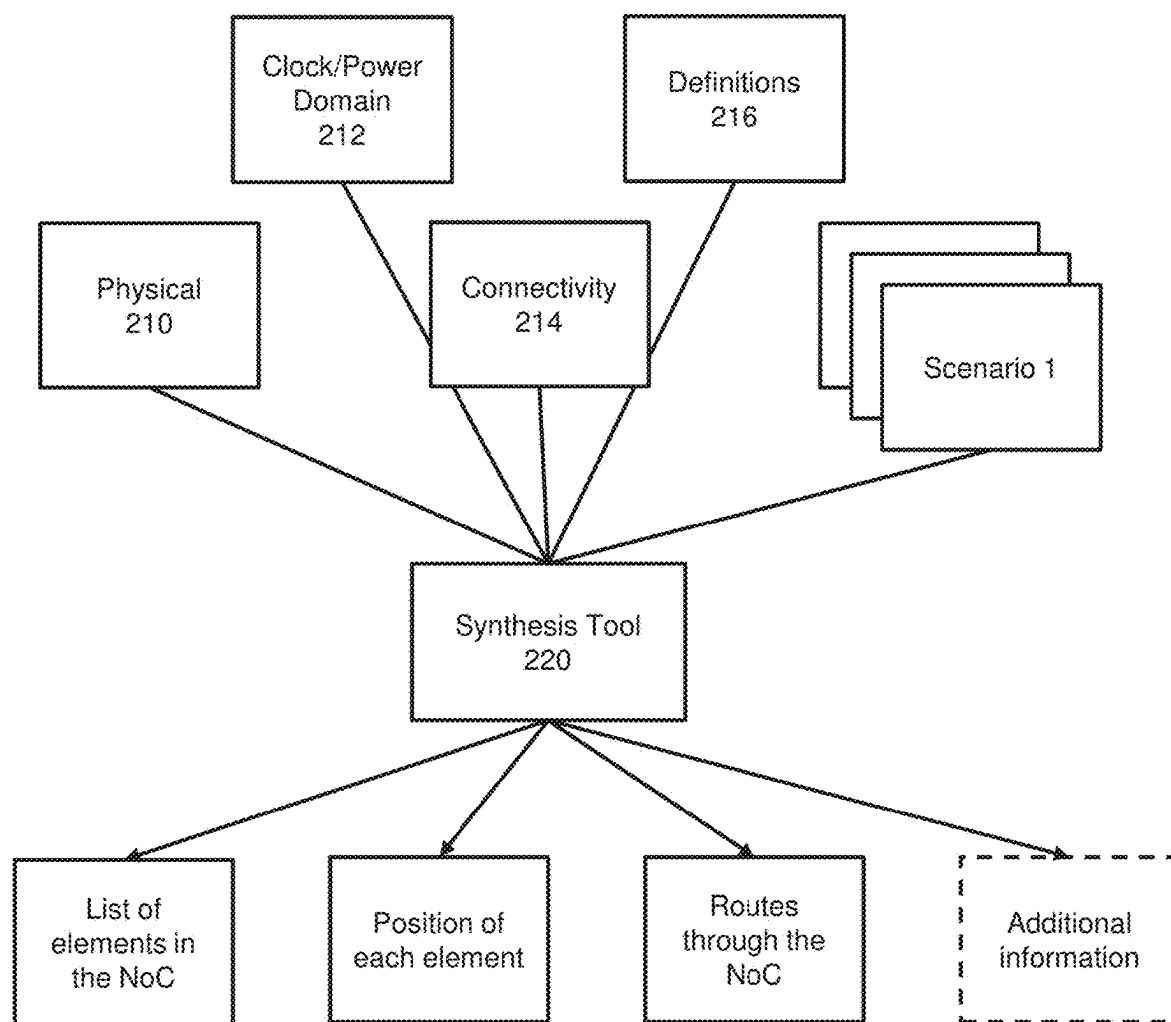 Clock/Power
Domain
212
Definitions
216
Physical
210
Connectivity
214
Scenario 1
Synthesis Tool
220
List of
elements in
the NoC
Position of
each element
Routes
through the
NoC
Additional
information